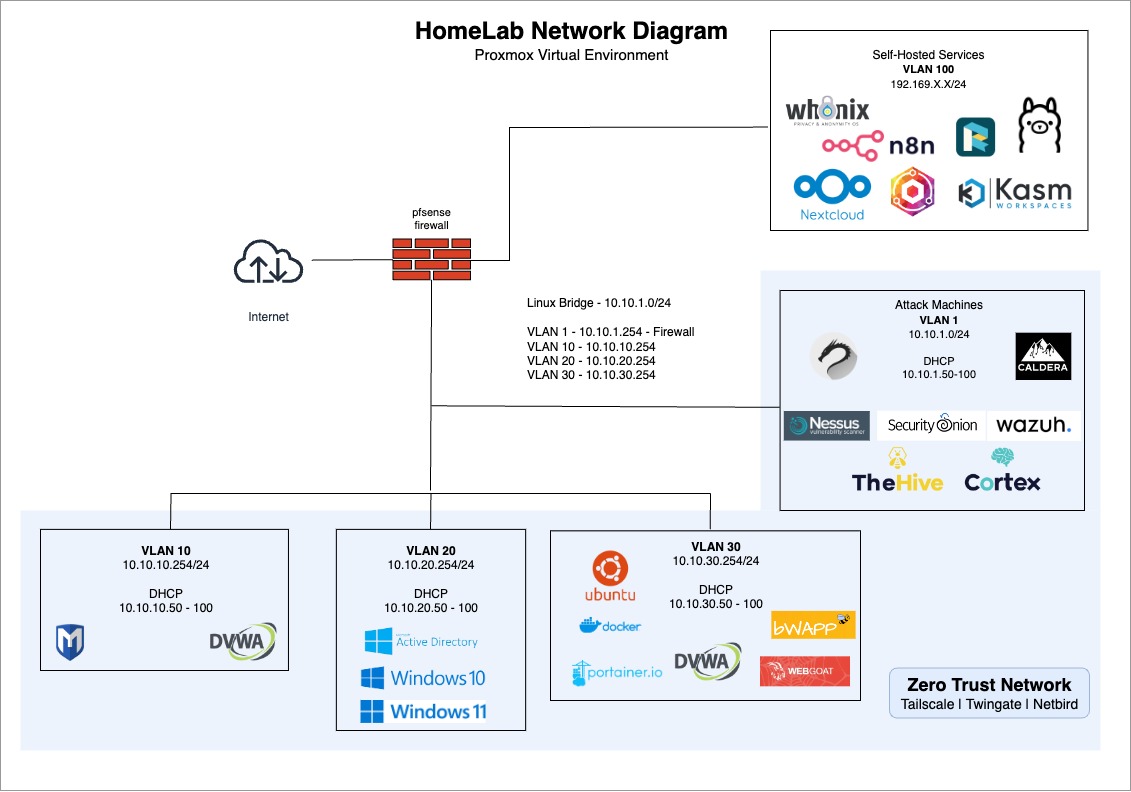 HomeLab Network Diagram
Proxmox Virtual Environment
Self-Hosted Services
VLAN 100
192.169.X.X/24
whonix
PRIVACY & ANONYMITY OS
n8n
Nextcloud
Kasm
WORKSPACES
pfsense
firewall
Internet
Linux Bridge - 10.10.1.0/24
VLAN 1 - 10.10.1.254 - Firewall
VLAN 10 - 10.10.10.254
VLAN 20 - 10.10.20.254
VLAN 30 - 10.10.30.254
Attack Machines
VLAN 1
10.10.1.0/24
DHCP
10.10.1.50-100
CALDERA
Nessus
vulnerability scanner
Security Onion
wazuh.
TheHive
Cortex
VLAN 10
10.10.10.254/24
DHCP
10.10.10.50 - 100
DVWA
VLAN 20
10.10.20.254/24
DHCP
10.10.20.50 - 100
Active Directory
Windows 10
Windows 11
VLAN 30
10.10.30.254/24
DHCP
10.10.30.50 - 100
ubuntu
docker
bWAPP
portainer.io
DVWA
WEBGOAT
Zero Trust Network
Tailscale | Twingate | Netbird